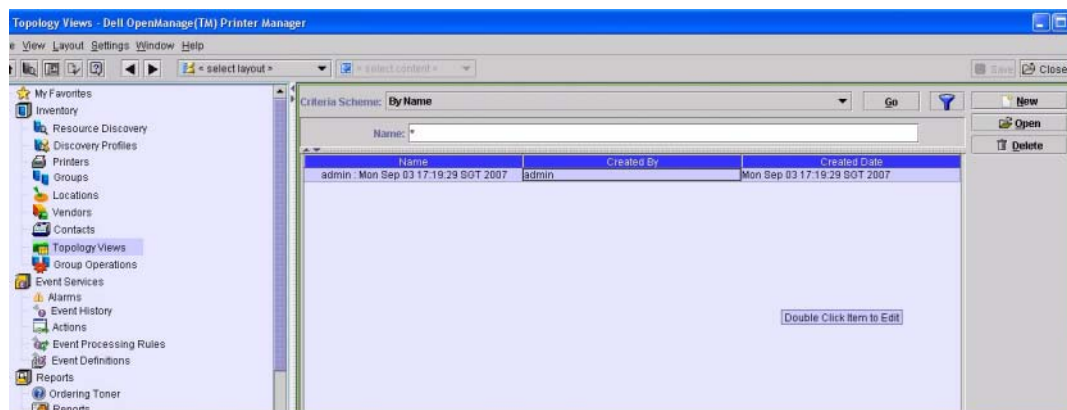 Topology Views - Dell OpenManage(TM) Printer Manager
e View Layout Settings Window Help
< select layout >
< select content <
Save
Close
My Favorites
Inventory
Resource Discovery
Discovery Profiles
Printers
Groups
Locations
Vendors
Contacts
Topology Views
Group Operations
Event Services
Alarms
Event History
Actions
Event Processing Rules
Event Definitions
Reports
Ordering Toner
Reports
Criteria Scheme: By Name
Go
Name: *
Name Created By Created Date
admin : Mon Sep 03 17:19:29 SGT 2007 admin Mon Sep 03 17:19:29 SGT 2007
Double Click Item to Edit
New
Open
Delete